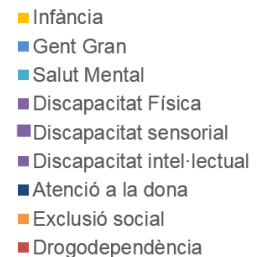 Infància
Gent Gran
Salut Mental
Discapacitat Física
Discapacitat sensorial
Discapacitat intel·lectual
Atenció a la dona
Exclusió social
Drogodependència